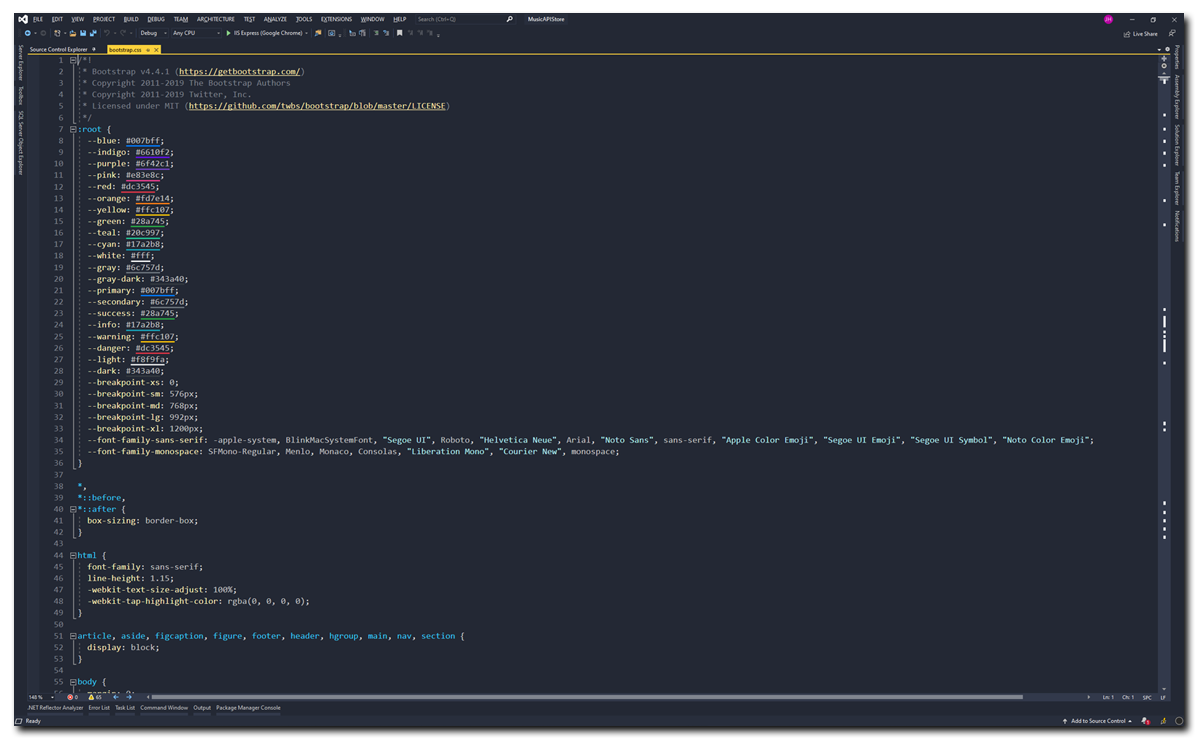 FILE EDIT VIEW PROJECT BUILD DEBUG TEAM ARCHITECTURE TEST ANALYZE TOOLS EXTENSIONS WINDOW HELP Search (Ctrl+Q) MusicAPIStore JH
Debug Any CPU IIS Express (Google Chrome) Live Share
Source Control Explorer bootstrap.css
Server Explorer
Toolbox
SQL Server Object Explorer
1 /*!
2 * Bootstrap v4.4.1 (https://getbootstrap.com/)
3 * Copyright 2011-2019 The Bootstrap Authors
4 * Copyright 2011-2019 Twitter, Inc.
5 * Licensed under MIT (https://github.com/twbs/bootstrap/blob/master/LICENSE)
6 */
7 :root {
8 --blue: #007bff;
9 --indigo: #6610f2;
10 --purple: #6f42c1;
11 --pink: #e83e8c;
12 --red: #dc3545;
13 --orange: #fd7e14;
14 --yellow: #ffc107;
15 --green: #28a745;
16 --teal: #20c997;
17 --cyan: #17a2b8;
18 --white: #fff;
19 --gray: #6c757d;
20 --gray-dark: #343a40;
21 --primary: #007bff;
22 --secondary: #6c757d;
23 --success: #28a745;
24 --info: #17a2b8;
25 --warning: #ffc107;
26 --danger: #dc3545;
27 --light: #f8f9fa;
28 --dark: #343a40;
29 --breakpoint-xs: 0;
30 --breakpoint-sm: 576px;
31 --breakpoint-md: 768px;
32 --breakpoint-lg: 992px;
33 --breakpoint-xl: 1200px;
34 --font-family-sans-serif: -apple-system, BlinkMacSystemFont, "Segoe UI", Roboto, "Helvetica Neue", Arial, "Noto Sans", sans-serif, "Apple Color Emoji", "Segoe UI Emoji", "Segoe UI Symbol", "Noto Color Emoji";
35 --font-family-monospace: SFMono-Regular, Menlo, Monaco, Consolas, "Liberation Mono", "Courier New", monospace;
36 }
37
38 *,
39 *::before,
40 *::after {
41 box-sizing: border-box;
42 }
43
44 html {
45 font-family: sans-serif;
46 line-height: 1.15;
47 -webkit-text-size-adjust: 100%;
48 -webkit-tap-highlight-color: rgba(0, 0, 0, 0);
49 }
50
51 article, aside, figcaption, figure, footer, header, hgroup, main, nav, section {
52 display: block;
53 }
54
55 body {
Properties
Assembly Explorer
Solution Explorer
Team Explorer
Notifications
148 % 0 65 Ln: 1 Ch: 1 SPC LF
.NET Reflector Analyzer Error List Task List Command Window Output Package Manager Console
Ready Add to Source Control 1